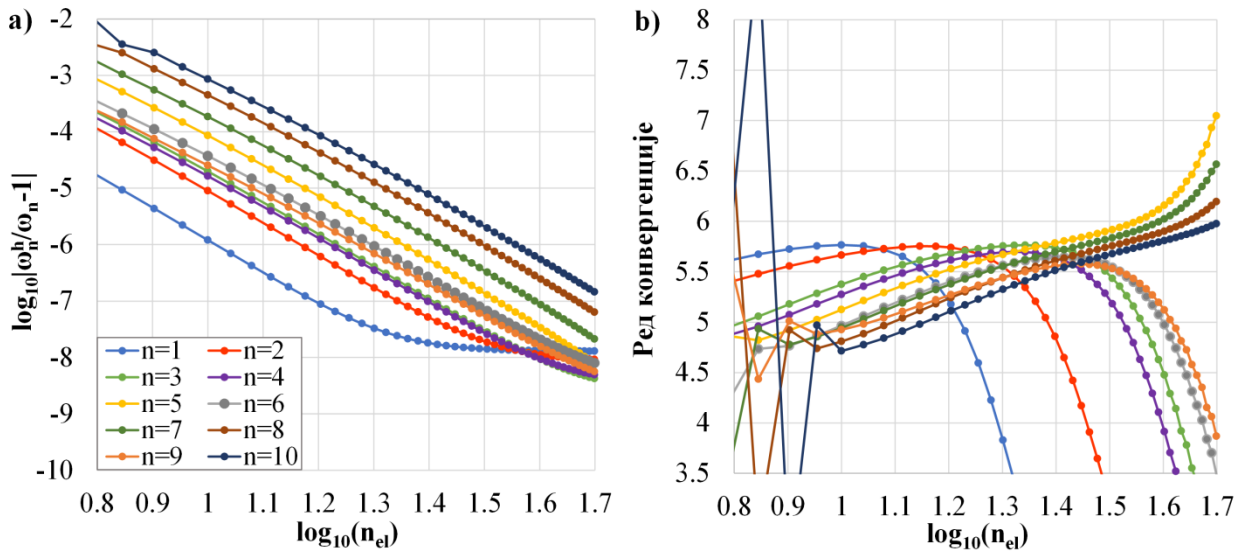 a)
log₁₀|ωₙʰ/ωₙ-1|
-2
-3
-4
-5
-6
-7
-8
-9
-10
n=1 n=2
n=3 n=4
n=5 n=6
n=7 n=8
n=9 n=10
0.8 0.9 1 1.1 1.2 1.3 1.4 1.5 1.6 1.7
log₁₀(nₑₗ)
b)
Ред конвергенције
8
7.5
7
6.5
6
5.5
5
4.5
4
3.5
0.8 0.9 1 1.1 1.2 1.3 1.4 1.5 1.6 1.7
log₁₀(nₑₗ)